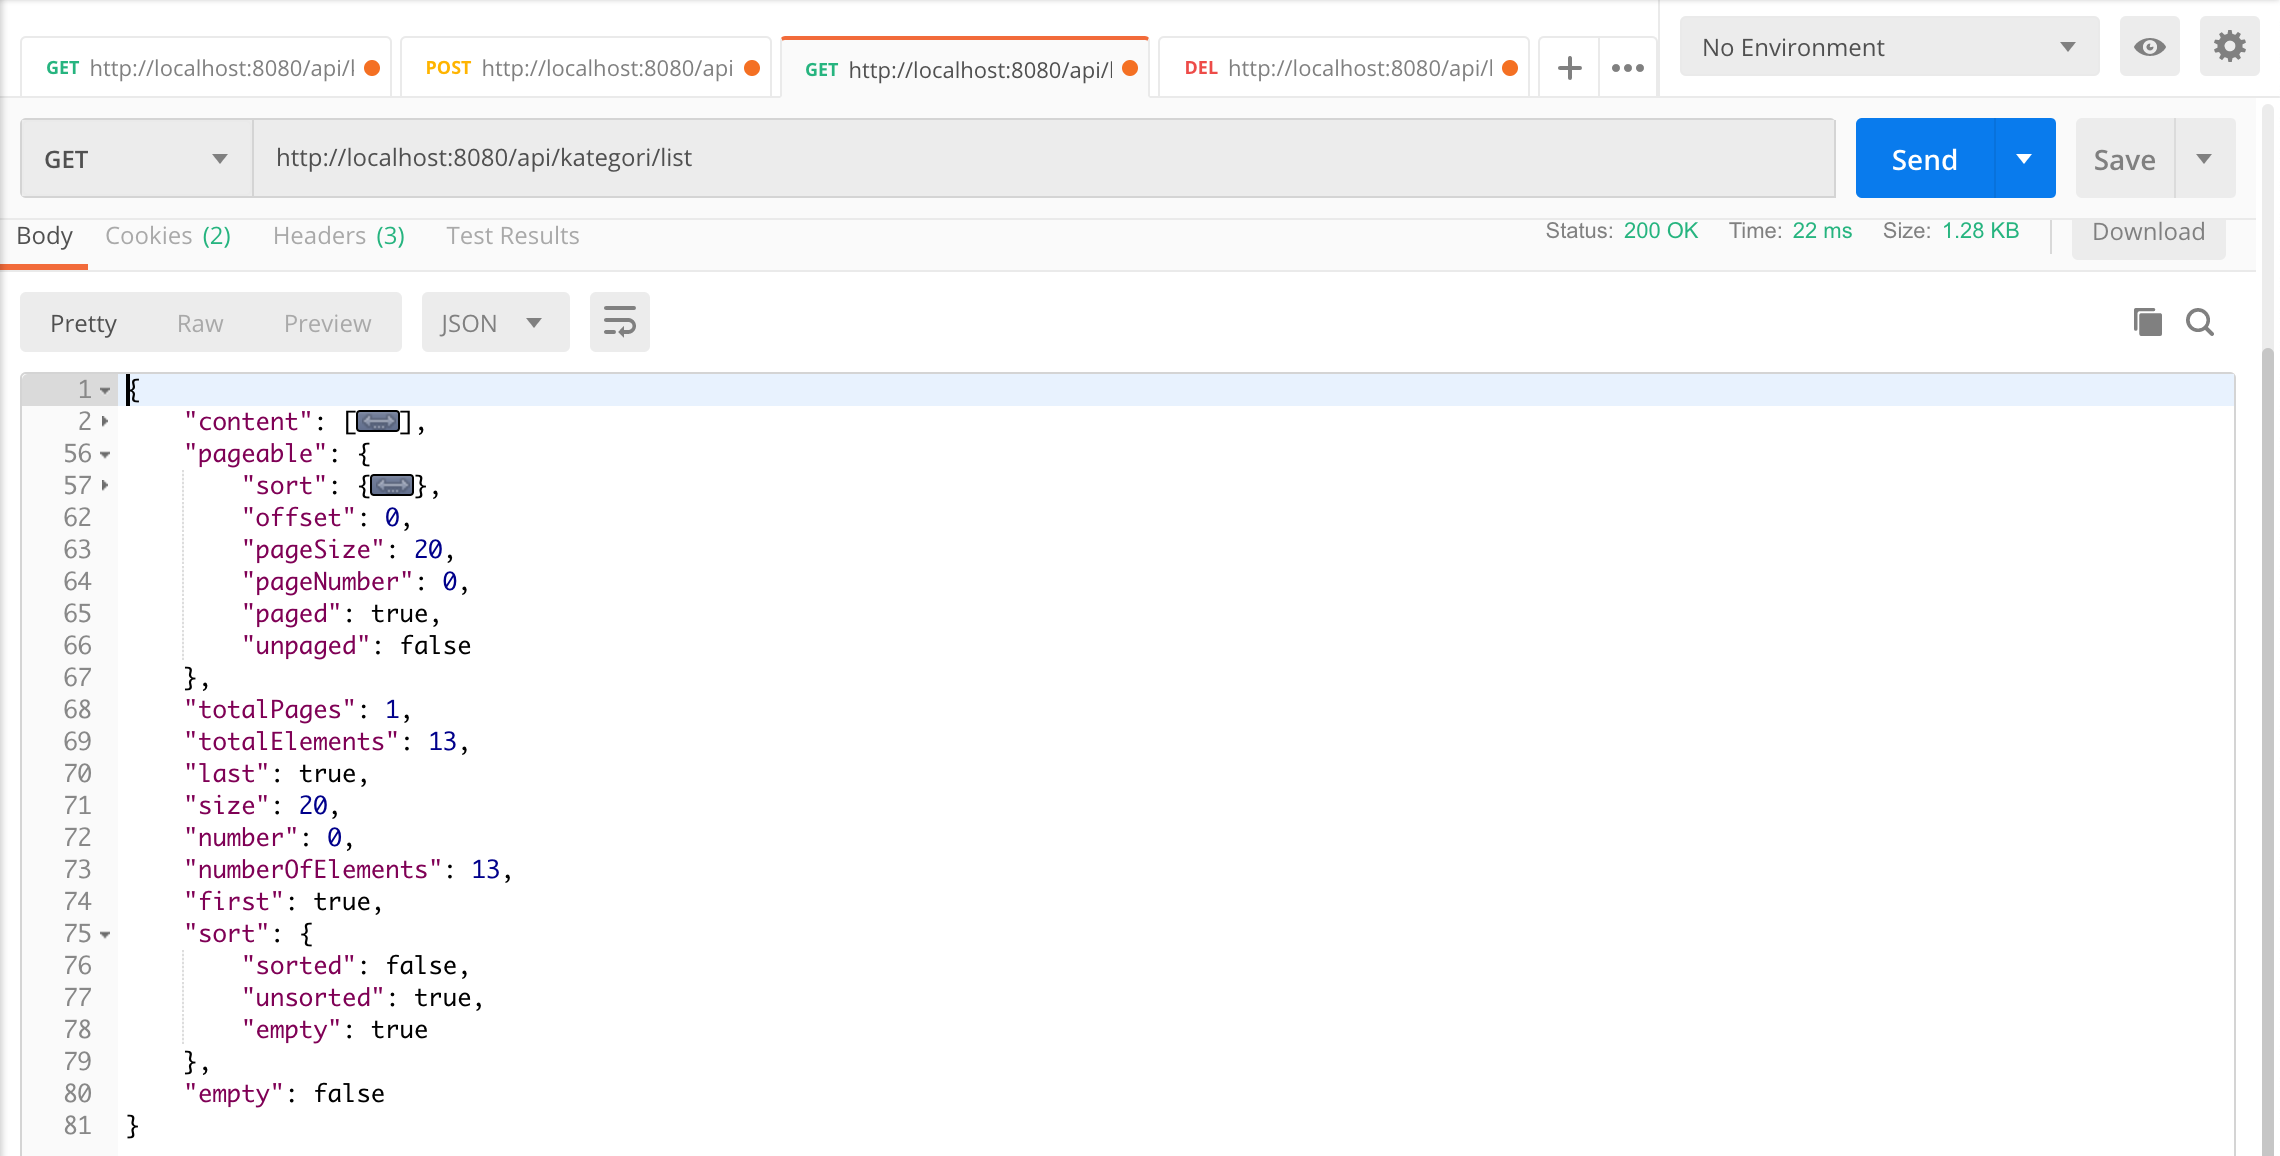 GET http://localhost:8080/api/l
POST http://localhost:8080/api
GET http://localhost:8080/api/l
DEL http://localhost:8080/api/l
No Environment
GET
http://localhost:8080/api/kategori/list
Send
Save
Body
Cookies (2)
Headers (3)
Test Results
Status: 200 OK
Time: 22 ms
Size: 1.28 KB
Download
Pretty
Raw
Preview
JSON
1 {
2 "content": [],
56 "pageable": {
57 "sort": {},
62 "offset": 0,
63 "pageSize": 20,
64 "pageNumber": 0,
65 "paged": true,
66 "unpaged": false
67 },
68 "totalPages": 1,
69 "totalElements": 13,
70 "last": true,
71 "size": 20,
72 "number": 0,
73 "numberOfElements": 13,
74 "first": true,
75 "sort": {
76 "sorted": false,
77 "unsorted": true,
78 "empty": true
79 },
80 "empty": false
81 }